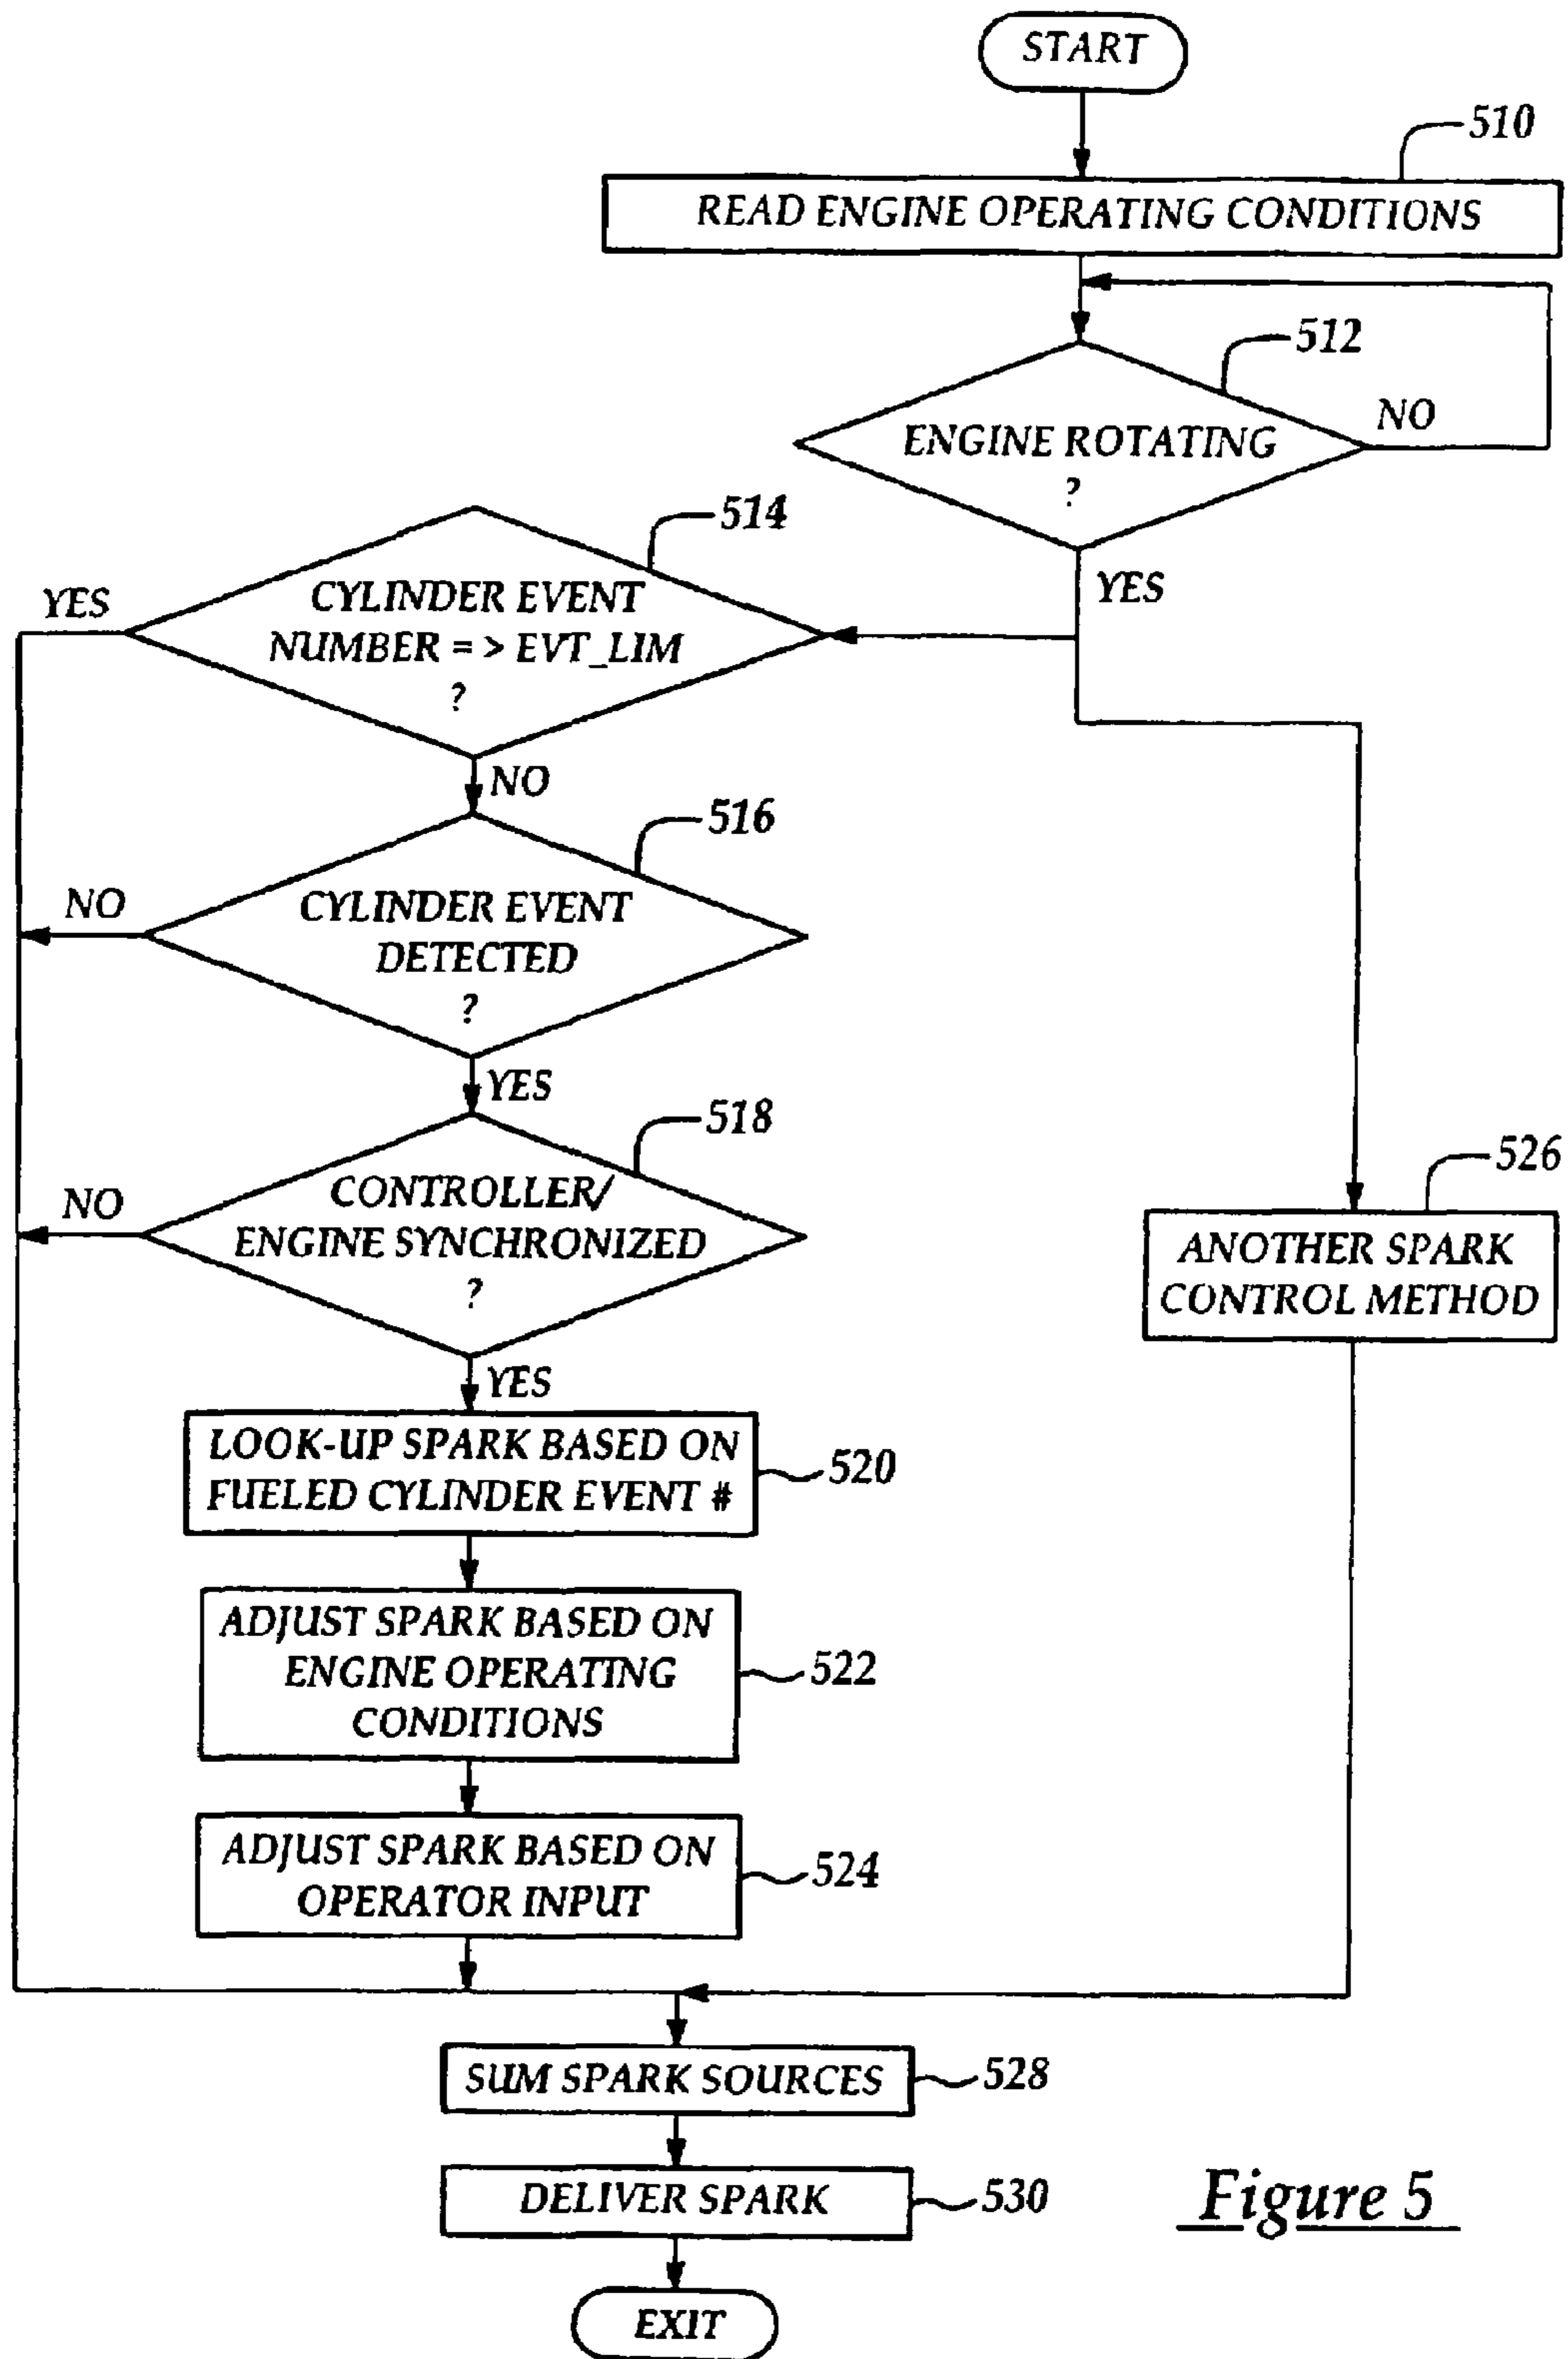 START
510
READ ENGINE OPERATING CONDITIONS
512
ENGINE ROTATING
?
NO
YES
514
CYLINDER EVENT
NUMBER = > EVT_LIM
?
YES
NO
516
CYLINDER EVENT
DETECTED
?
NO
YES
518
CONTROLLER/
ENGINE SYNCHRONIZED
?
NO
YES
526
ANOTHER SPARK
CONTROL METHOD
LOOK-UP SPARK BASED ON
FUELED CYLINDER EVENT #
520
ADJUST SPARK BASED ON
ENGINE OPERATING
CONDITIONS
522
ADJUST SPARK BASED ON
OPERATOR INPUT
524
SUM SPARK SOURCES
528
DELIVER SPARK
530
EXIT
Figure 5